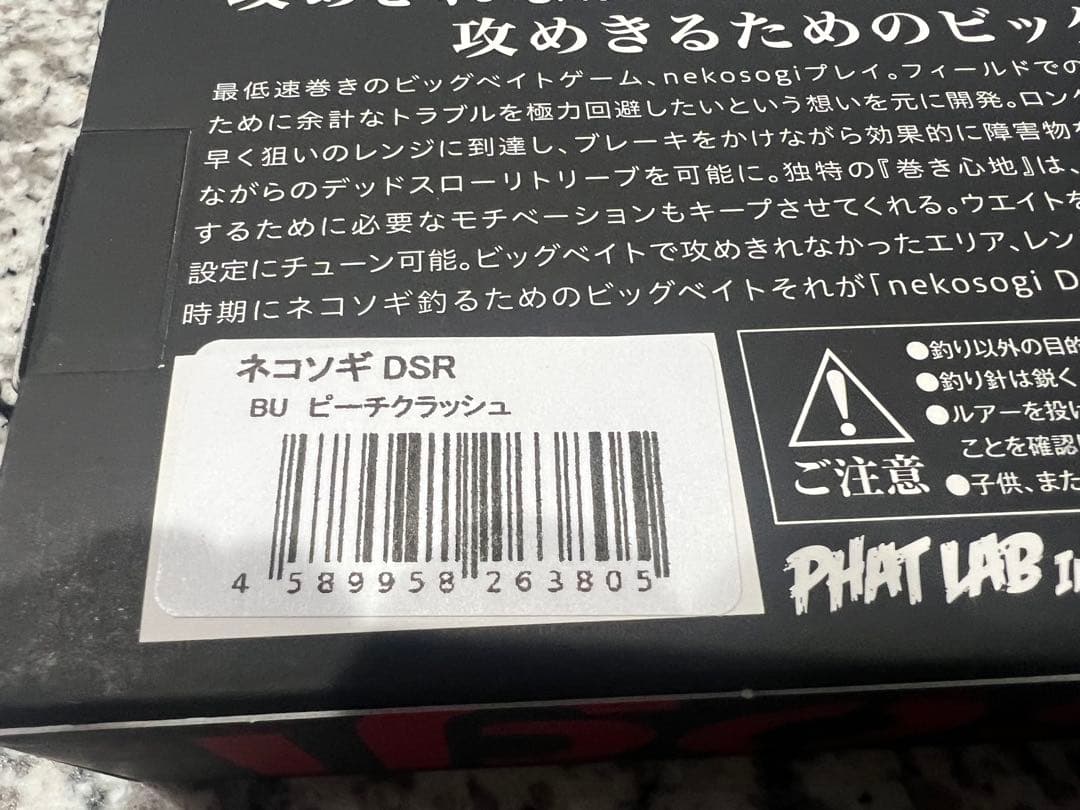 攻めきるためのビッグ
最低速巻きのビッグベイトゲーム、nekosogiプレイ。フィールドでの
ために余計なトラブルを極力回避したいという想いを元に開発。ロング
早く狙いのレンジに到達し、ブレーキをかけながら効果的に障害物を
ながらのデッドスローリトリーブを可能に。独特の『巻き心地』は、
するために必要なモチベーションもキープさせてくれる。ウエイトを
設定にチューン可能。ビッグベイトで攻めきれなかったエリア、レン
時期にネコソギ釣るためのビッグベイトそれが「nekosogi D
ネコソギ DSR
BU ピーチクラッシュ
4 589958 263805
ご注意
●釣り以外の目的
●釣り針は鋭く
●ルアーを投げ
ことを確認
●子供、また
PHAT LAB